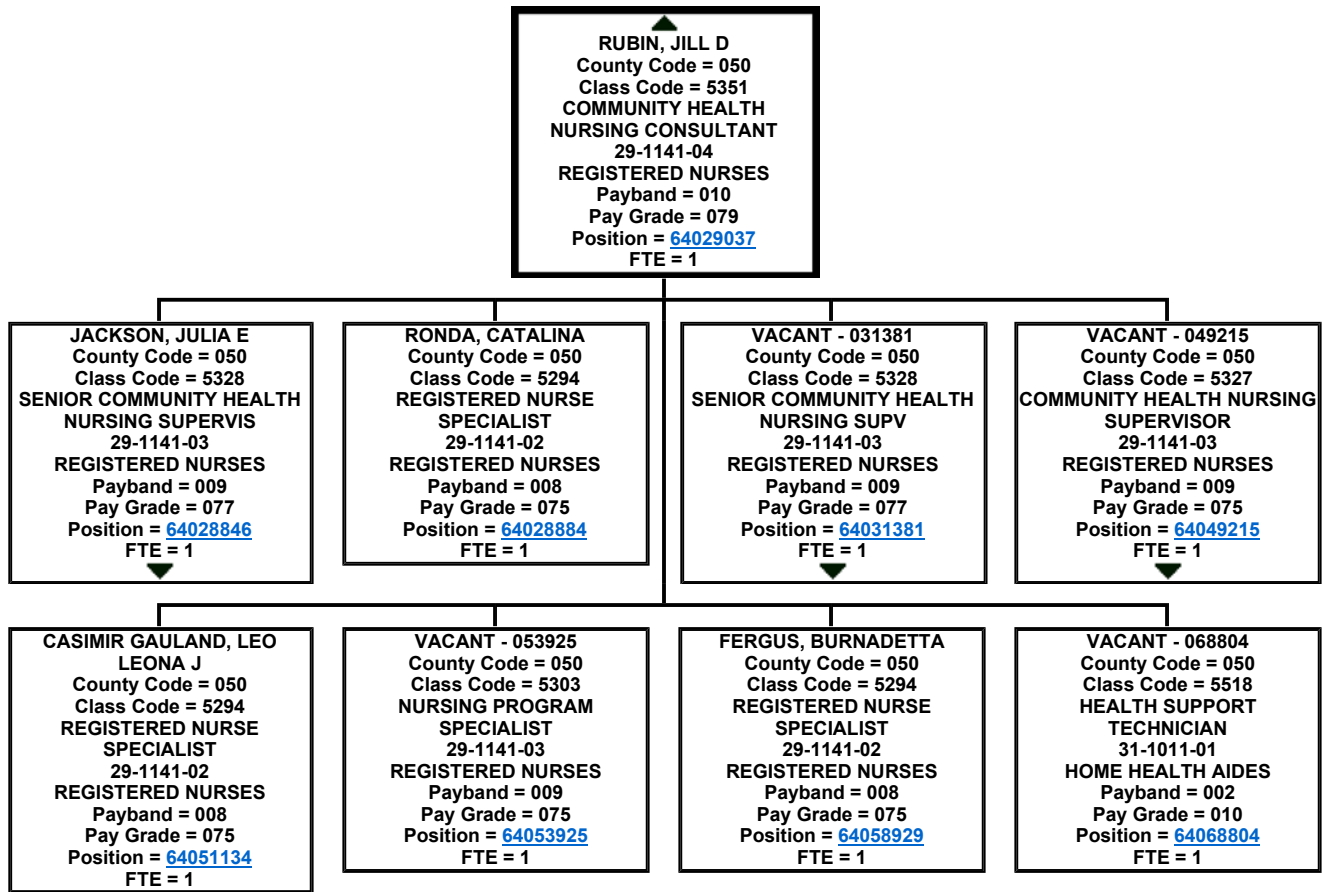 RUBIN, JILL D
County Code = 050
Class Code = 5351
COMMUNITY HEALTH
NURSING CONSULTANT
29-1141-04
REGISTERED NURSES
Payband = 010
Pay Grade = 079
Position = 64029037
FTE = 1
JACKSON, JULIA E
County Code = 050
Class Code = 5328
SENIOR COMMUNITY HEALTH
NURSING SUPERVIS
29-1141-03
REGISTERED NURSES
Payband = 009
Pay Grade = 077
Position = 64028846
FTE = 1
RONDA, CATALINA
County Code = 050
Class Code = 5294
REGISTERED NURSE
SPECIALIST
29-1141-02
REGISTERED NURSES
Payband = 008
Pay Grade = 075
Position = 64028884
FTE = 1
VACANT - 031381
County Code = 050
Class Code = 5328
SENIOR COMMUNITY HEALTH
NURSING SUPV
29-1141-03
REGISTERED NURSES
Payband = 009
Pay Grade = 077
Position = 64031381
FTE = 1
VACANT - 049215
County Code = 050
Class Code = 5327
COMMUNITY HEALTH NURSING
SUPERVISOR
29-1141-03
REGISTERED NURSES
Payband = 009
Pay Grade = 075
Position = 64049215
FTE = 1
CASIMIR GAULAND, LEO
LEONA J
County Code = 050
Class Code = 5294
REGISTERED NURSE
SPECIALIST
29-1141-02
REGISTERED NURSES
Payband = 008
Pay Grade = 075
Position = 64051134
FTE = 1
VACANT - 053925
County Code = 050
Class Code = 5303
NURSING PROGRAM
SPECIALIST
29-1141-03
REGISTERED NURSES
Payband = 009
Pay Grade = 075
Position = 64053925
FTE = 1
FERGUS, BURNADETTA
County Code = 050
Class Code = 5294
REGISTERED NURSE
SPECIALIST
29-1141-02
REGISTERED NURSES
Payband = 008
Pay Grade = 075
Position = 64058929
FTE = 1
VACANT - 068804
County Code = 050
Class Code = 5518
HEALTH SUPPORT
TECHNICIAN
31-1011-01
HOME HEALTH AIDES
Payband = 002
Pay Grade = 010
Position = 64068804
FTE = 1